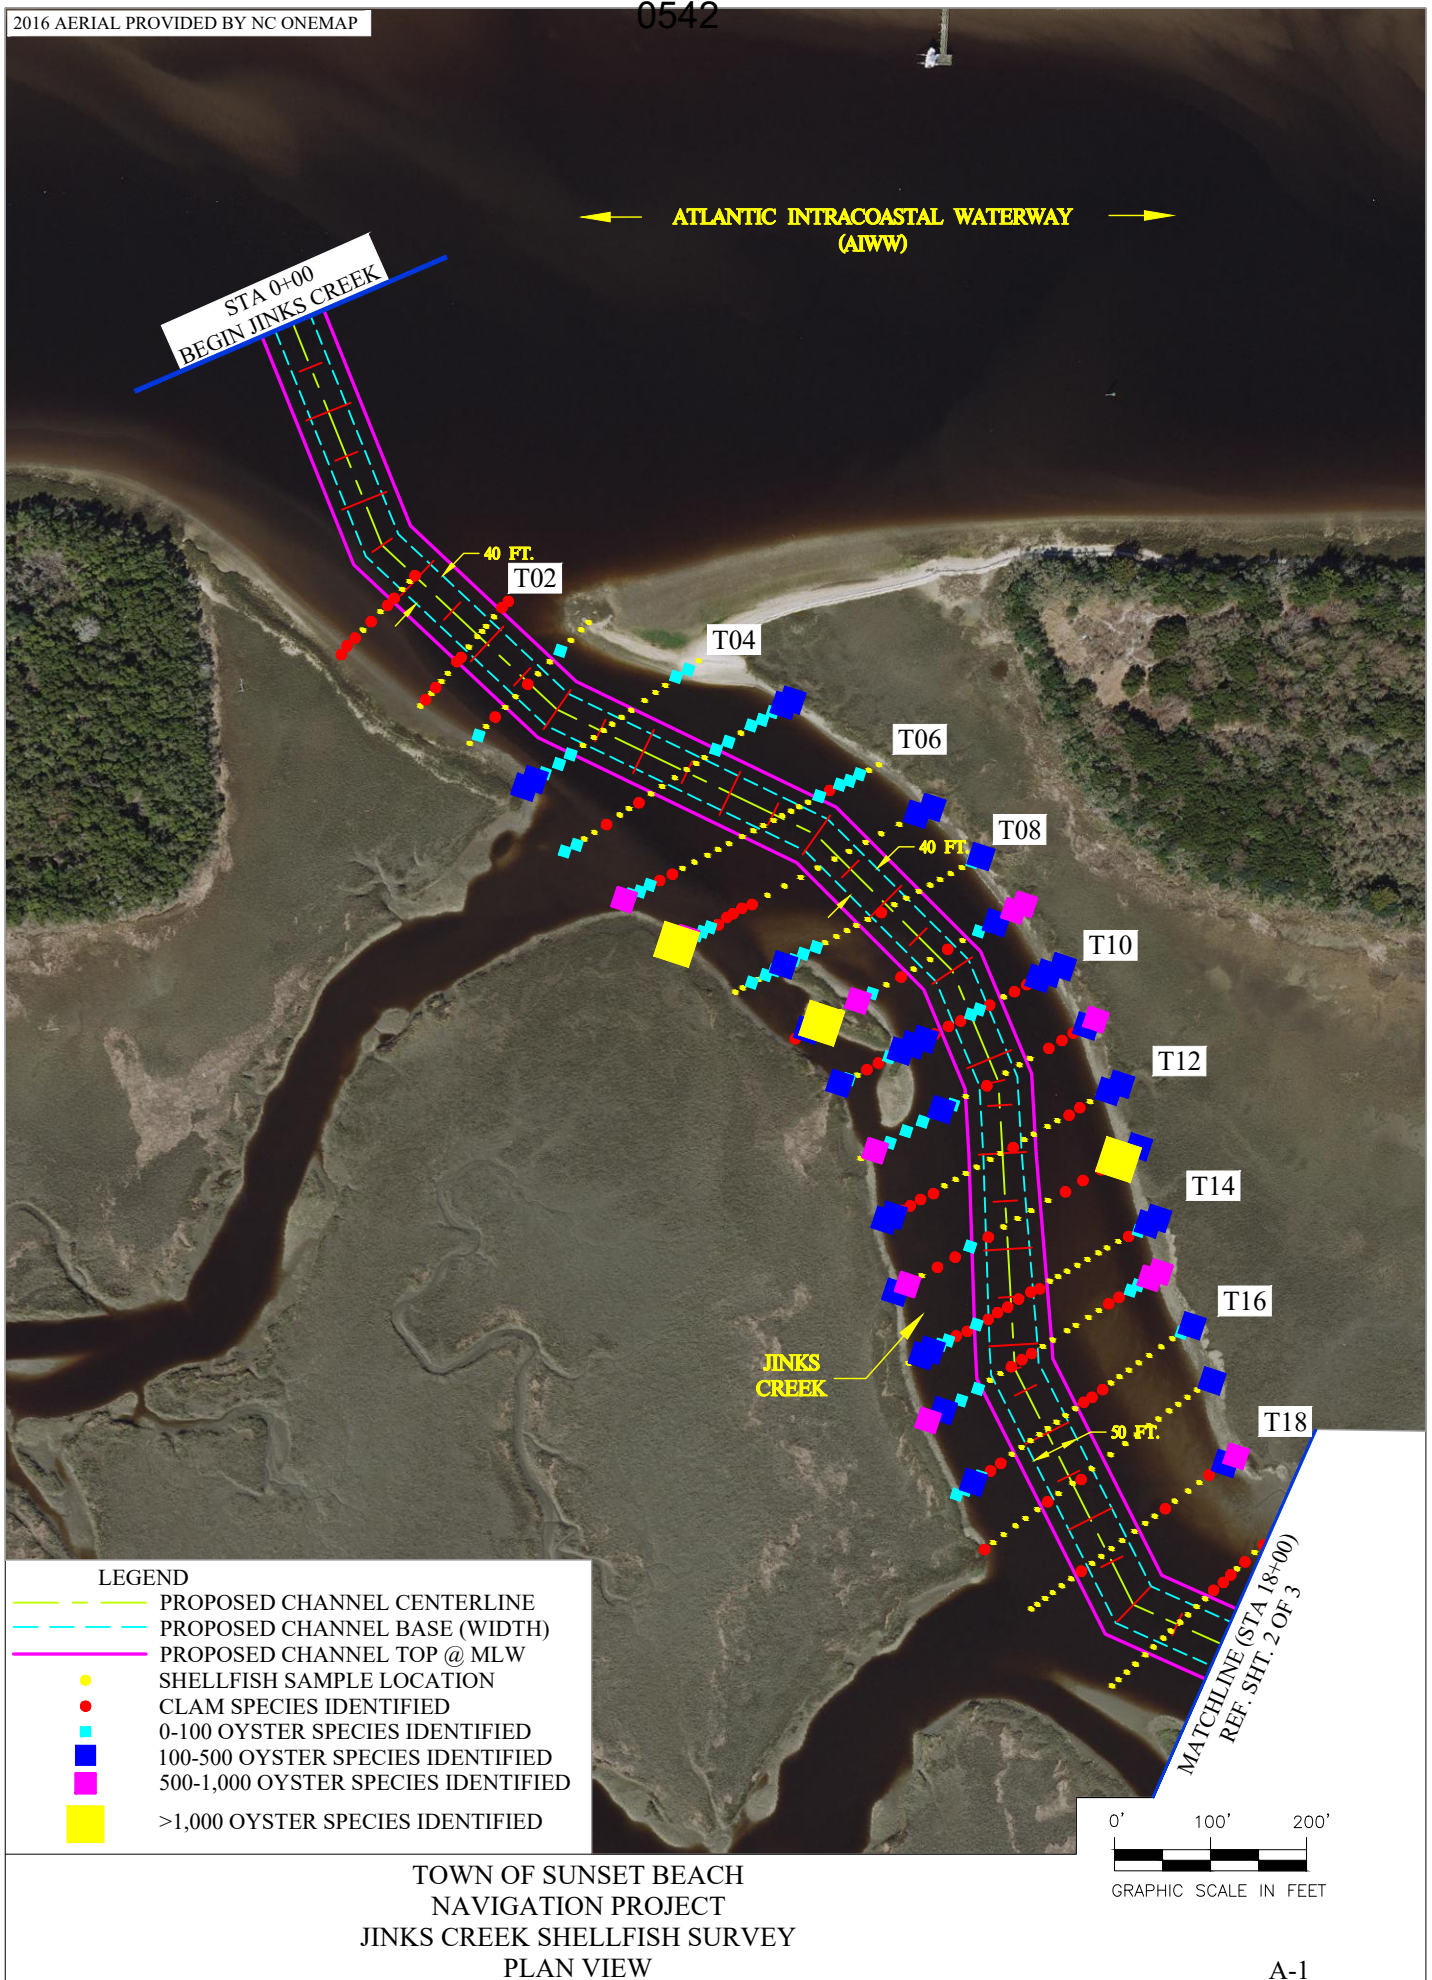 2016 AERIAL PROVIDED BY NC ONEMAP
0542
ATLANTIC INTRACOASTAL WATERWAY
(AIWW)
STA 0+00
BEGIN JINKS CREEK
40 FT.
T02
T04
T06
40 FT.
T08
T10
T12
T14
T16
JINKS
CREEK
50 FT.
T18
MATCHLINE (STA 18+00)
REF. SHT. 2 OF 3
LEGEND
PROPOSED CHANNEL CENTERLINE
PROPOSED CHANNEL BASE (WIDTH)
PROPOSED CHANNEL TOP @ MLW
SHELLFISH SAMPLE LOCATION
CLAM SPECIES IDENTIFIED
0-100 OYSTER SPECIES IDENTIFIED
100-500 OYSTER SPECIES IDENTIFIED
500-1,000 OYSTER SPECIES IDENTIFIED
>1,000 OYSTER SPECIES IDENTIFIED
0' 100' 200'
GRAPHIC SCALE IN FEET
TOWN OF SUNSET BEACH
NAVIGATION PROJECT
JINKS CREEK SHELLFISH SURVEY
PLAN VIEW
A-1